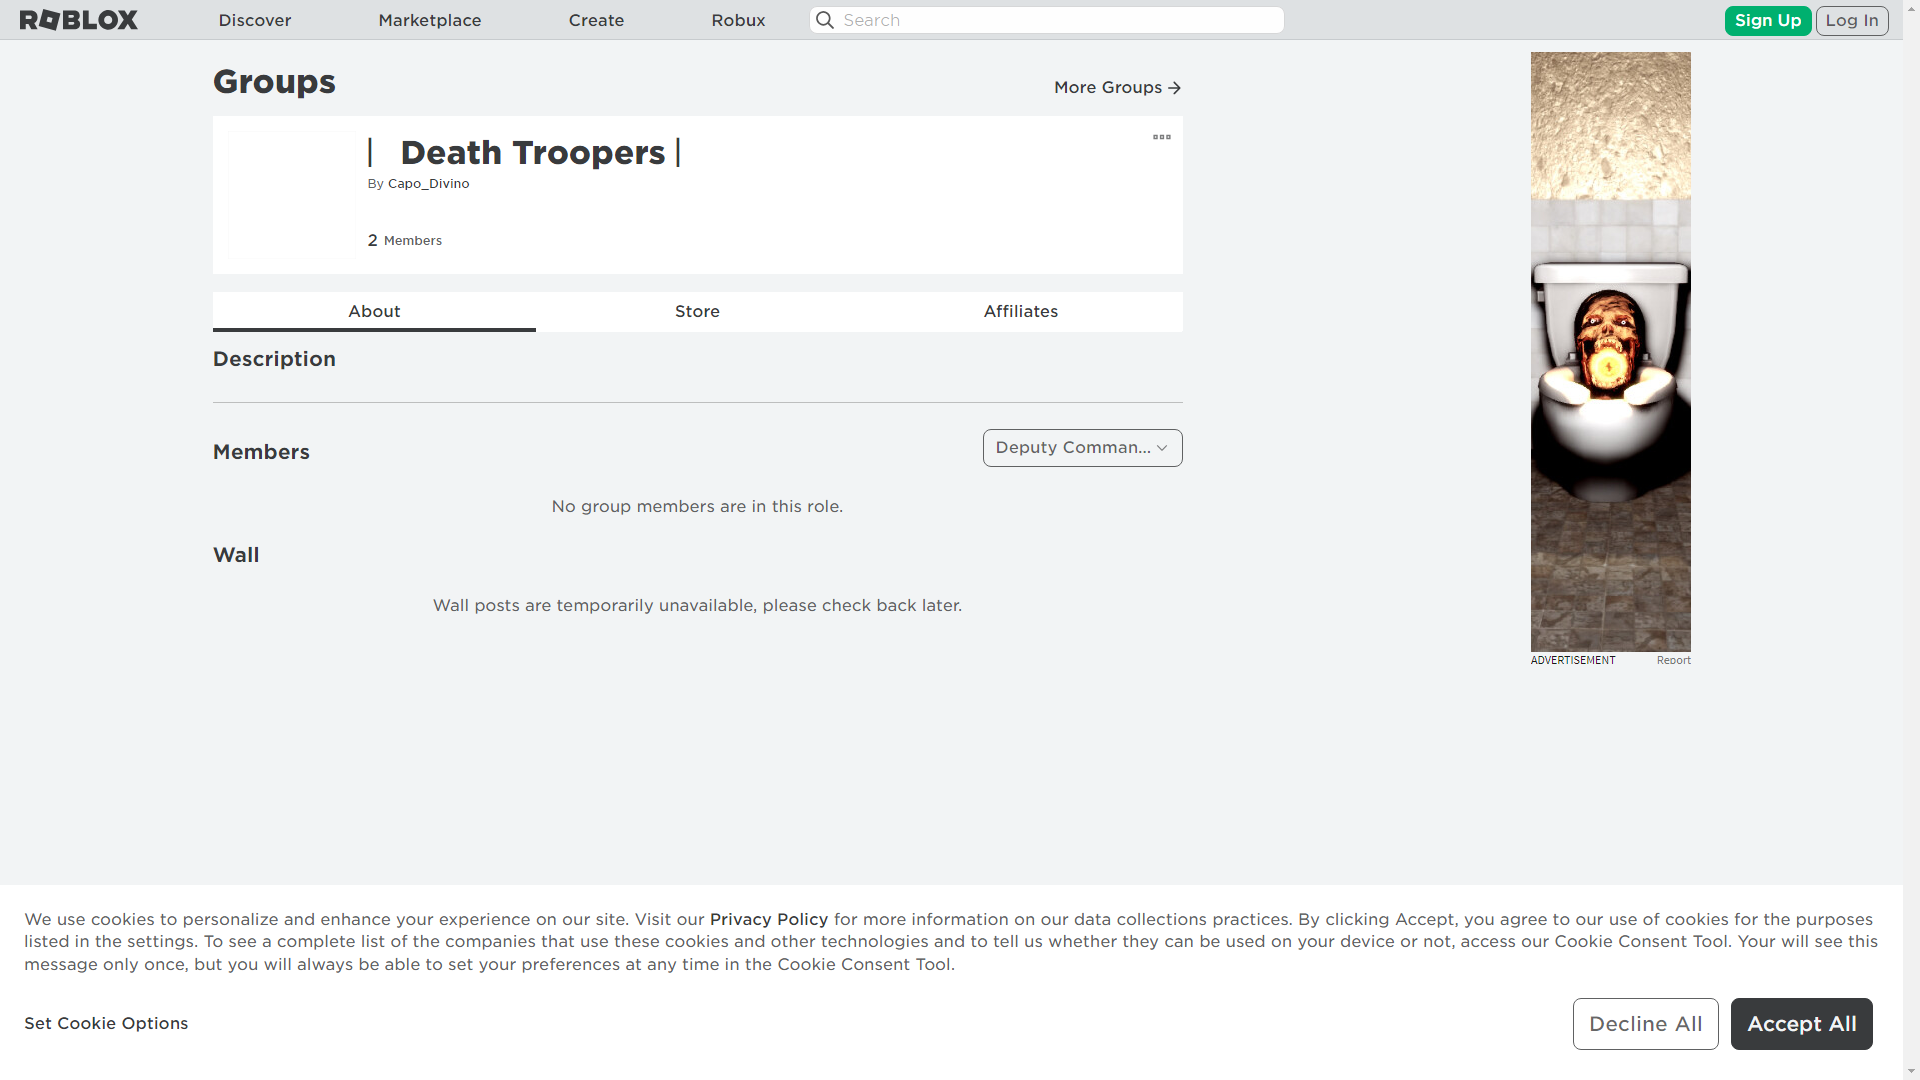 ROBLOX Discover Marketplace Create Robux Search Sign Up Log In
Groups
More Groups
| Death Troopers |
By Capo_Divino
2 Members
About Store Affiliates
Description
Members
Deputy Comman...
No group members are in this role.
Wall
Wall posts are temporarily unavailable, please check back later.
ADVERTISEMENT Report
We use cookies to personalize and enhance your experience on our site. Visit our Privacy Policy for more information on our data collections practices. By clicking Accept, you agree to our use of cookies for the purposes
listed in the settings. To see a complete list of the companies that use these cookies and other technologies and to tell us whether they can be used on your device or not, access our Cookie Consent Tool. Your will see this
message only once, but you will always be able to set your preferences at any time in the Cookie Consent Tool.
Set Cookie Options
Decline All
Accept All